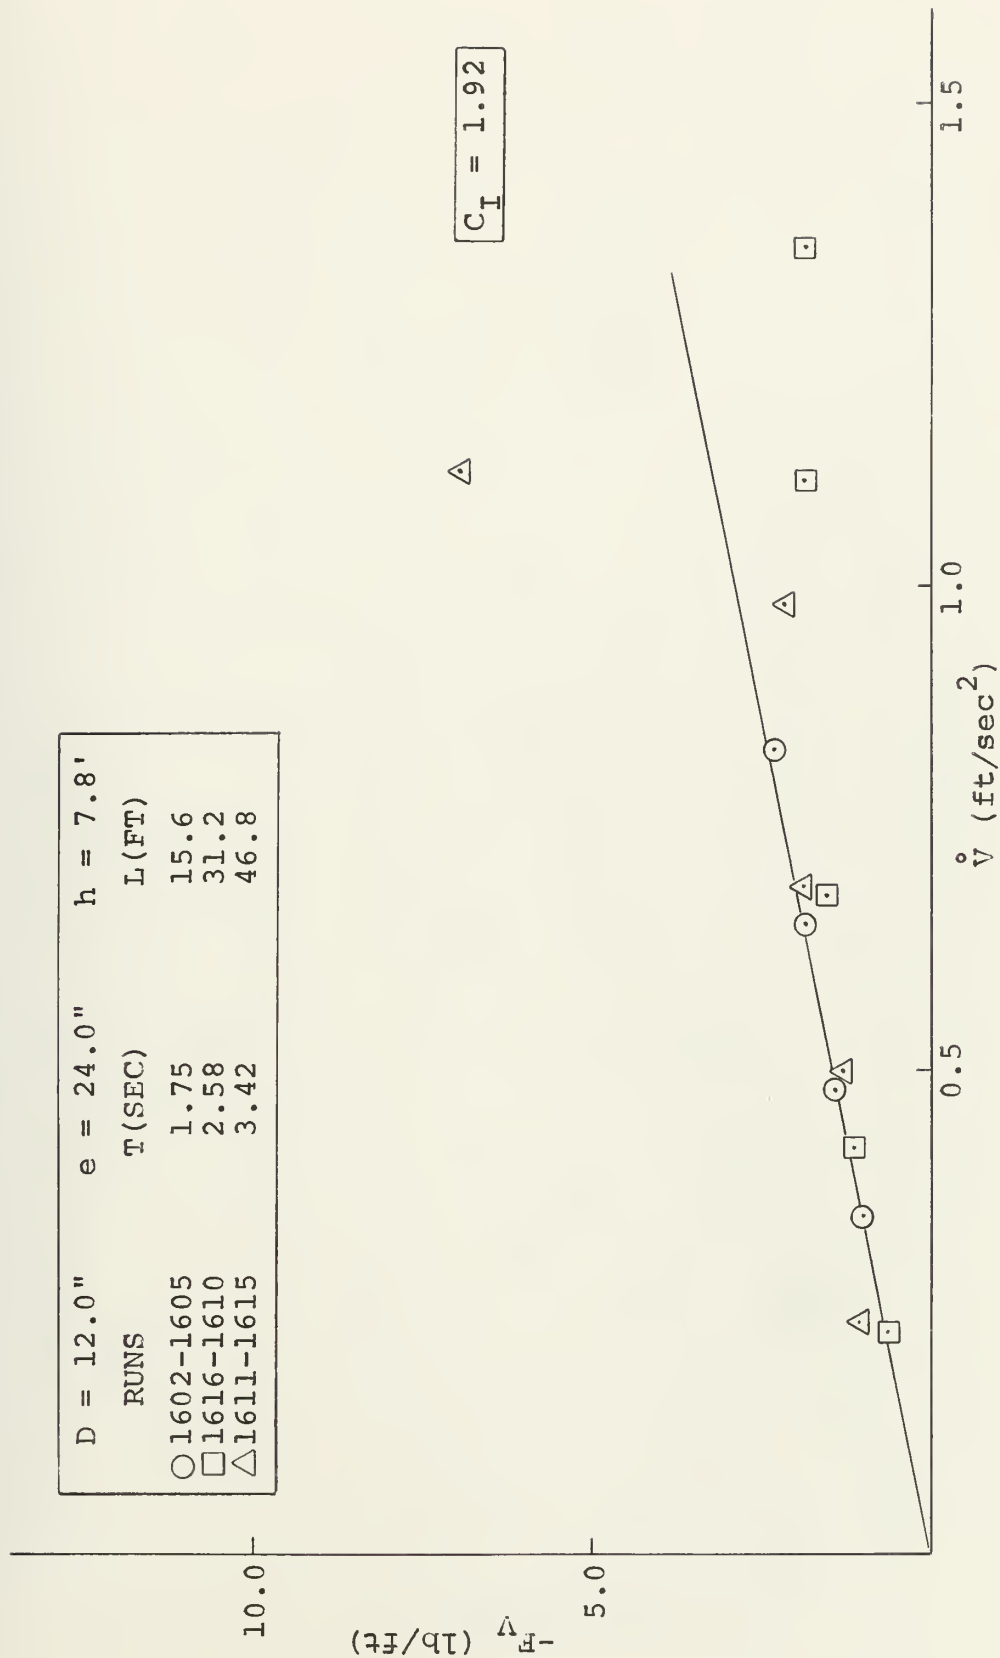 D = 12.0" e = 24.0" h = 7.8'
RUNS T(SEC) L(FT)
1602-1605 1.75 15.6
1616-1610 2.58 31.2
1611-1615 3.42 46.8
C_I = 1.92
10.0
5.0
-F_V (lb/ft)
0.5
1.0
1.5
V̊ (ft/sec²)